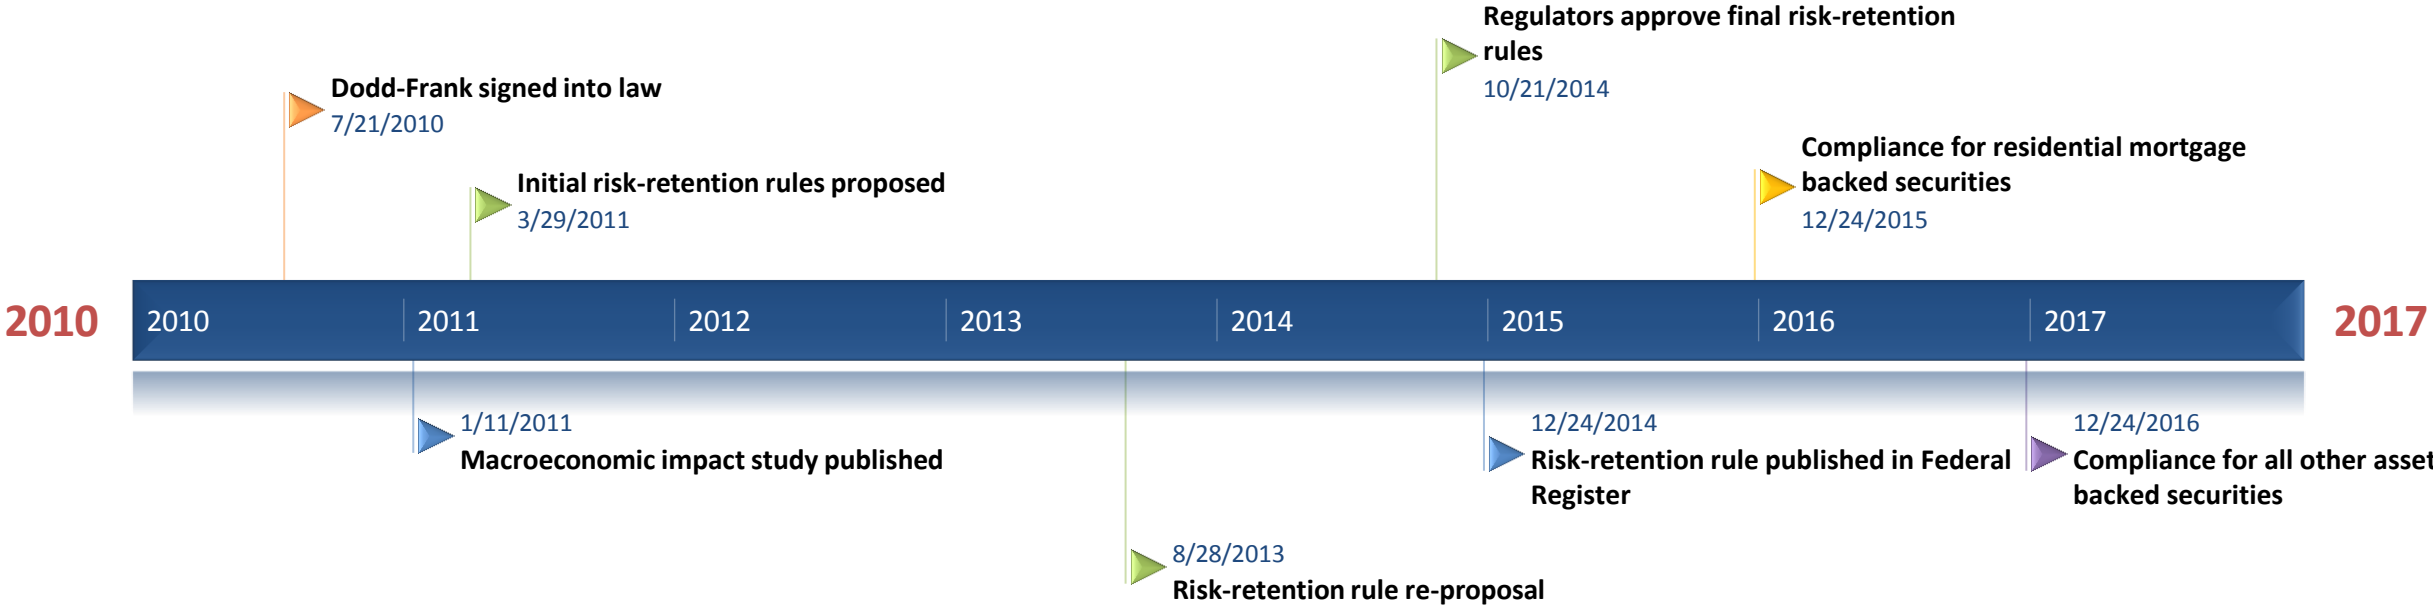 Regulators approve final risk-retention
rules
10/21/2014
Dodd-Frank signed into law
7/21/2010
Compliance for residential mortgage
backed securities
12/24/2015
Initial risk-retention rules proposed
3/29/2011
2010
2010
2011
2012
2013
2014
2015
2016
2017
2017
1/11/2011
Macroeconomic impact study published
12/24/2014
Risk-retention rule published in Federal
Register
12/24/2016
Compliance for all other asset
backed securities
8/28/2013
Risk-retention rule re-proposal